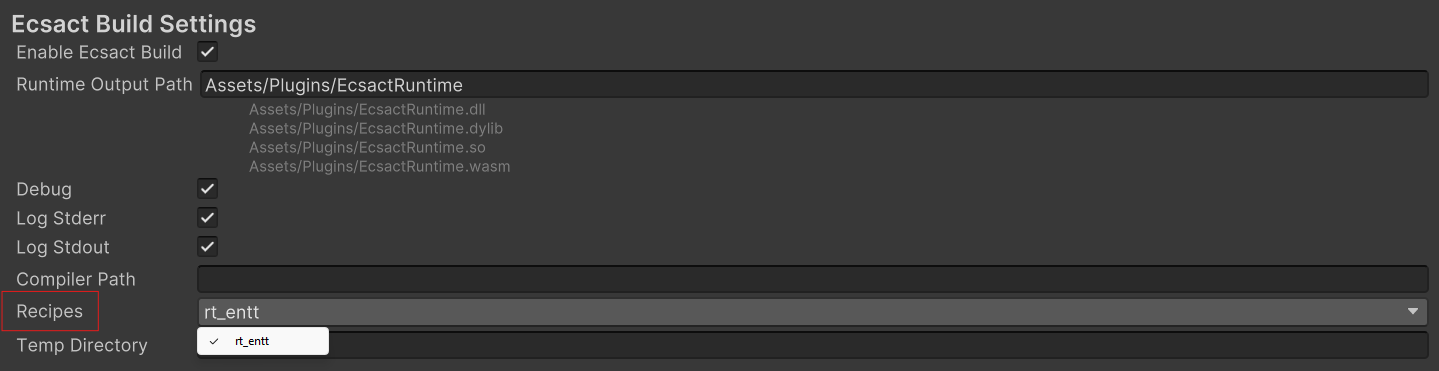 Ecsact Build Settings
Enable Ecsact Build
Runtime Output Path Assets/Plugins/EcsactRuntime
Assets/Plugins/EcsactRuntime.dll
Assets/Plugins/EcsactRuntime.dylib
Assets/Plugins/EcsactRuntime.so
Assets/Plugins/EcsactRuntime.wasm
Debug
Log Stderr
Log Stdout
Compiler Path
Recipes rt_entt
rt_entt
Temp Directory